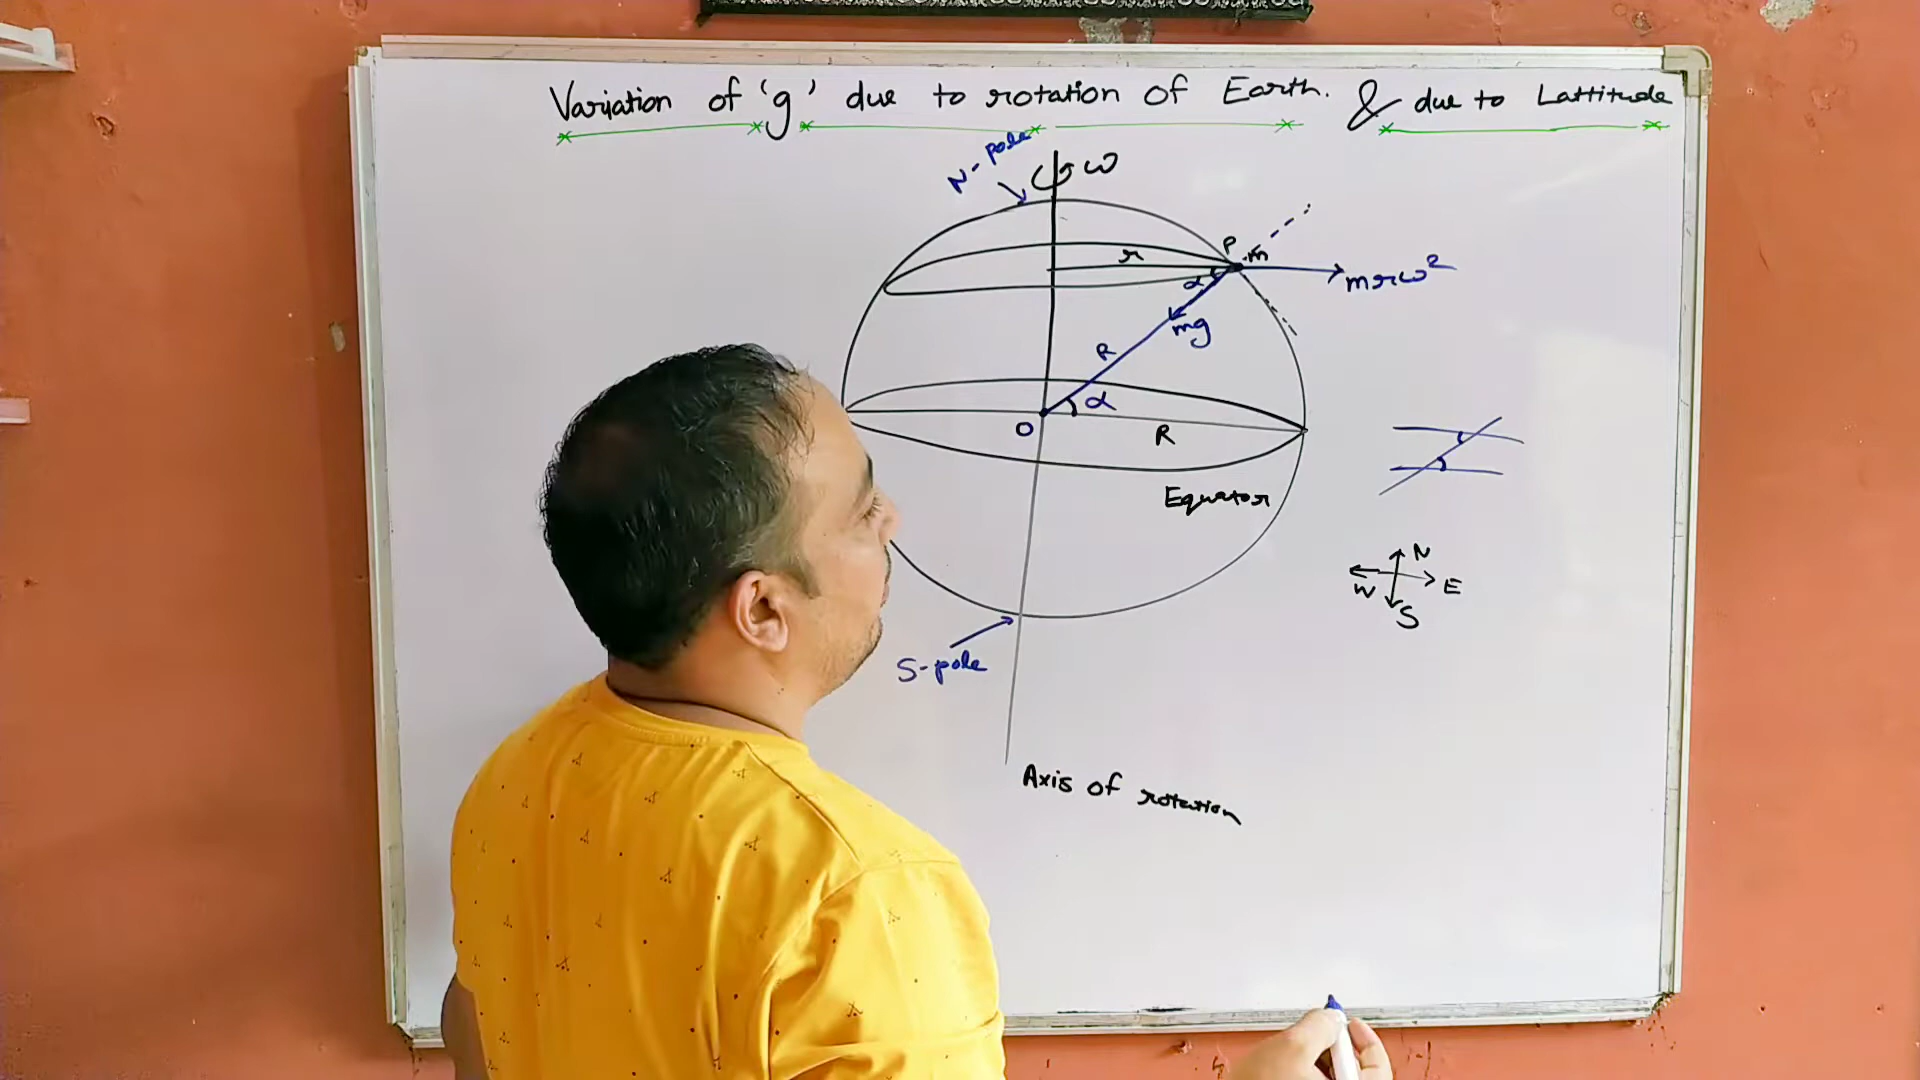 Variation of 'g' due to rotation of Earth. & due to Lattitude
N-pole
ω
P
m
r
α
mrω²
mg
R
α
O
R
Equator
N
W
E
S
S-pole
Axis of rotation